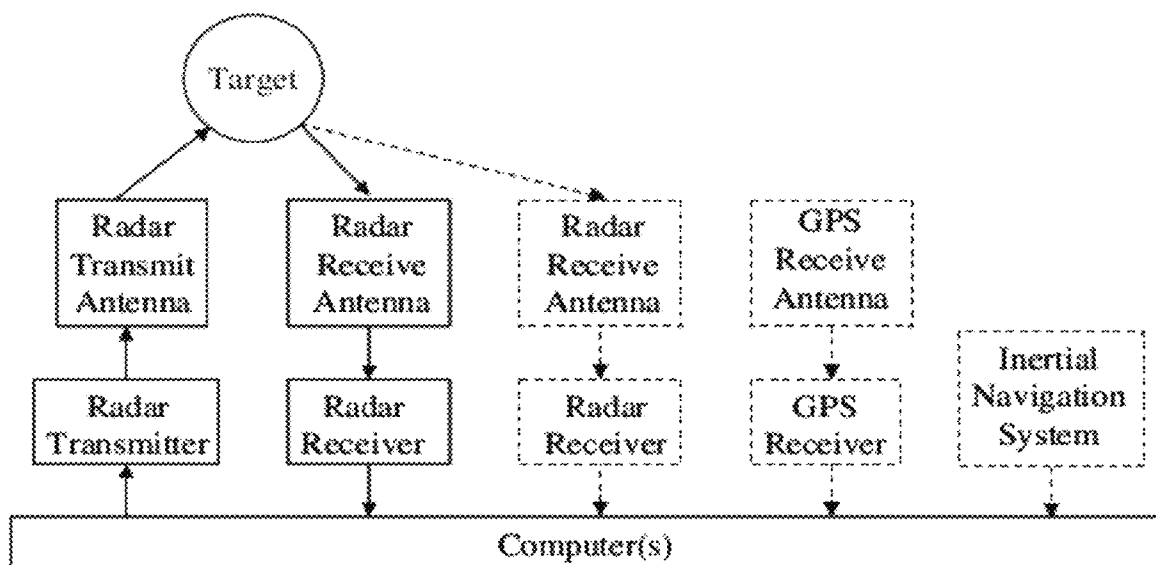 Target
Radar
Transmit
Antenna
Radar
Receive
Antenna
Radar
Receive
Antenna
GPS
Receive
Antenna
Radar
Transmitter
Radar
Receiver
Radar
Receiver
GPS
Receiver
Inertial
Navigation
System
Computer(s)